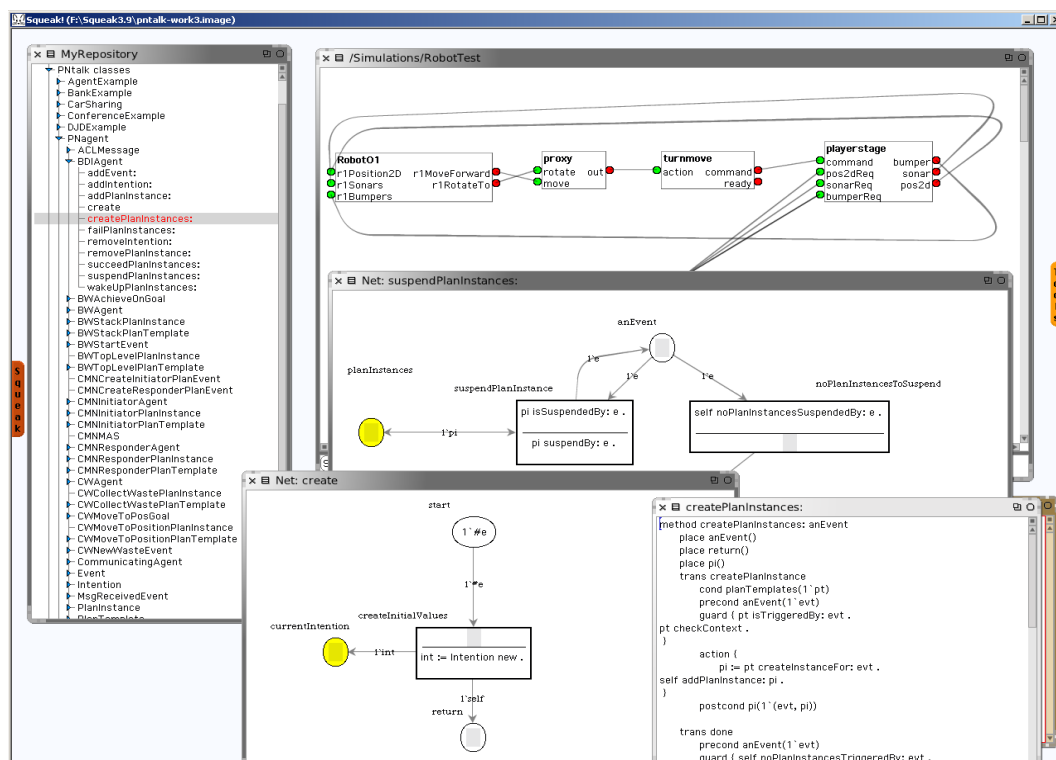 Squeak! (F:\Squeak3.9\pntalk-work3.image)
MyRepository
PNtalk classes
AgentExample
BankExample
CarSharing
ConferenceExample
DJDExample
PNagent
ACLMessage
BDIAgent
addEvent:
addIntention:
addPlanInstance:
create
createPlanInstances:
failPlanInstances:
removeIntention:
removePlanInstance:
succeedPlanInstances:
suspendPlanInstances:
wakeUpPlanInstances:
BWAchieveOnGoal
BWAgent
BWStackPlanInstance
BWStackPlanTemplate
BWStartEvent
BWTopLevelPlanInstance
BWTopLevelPlanTemplate
CMNCreateInitiatorPlanEvent
CMNCreateResponderPlanEvent
CMNInitiatorAgent
CMNInitiatorPlanInstance
CMNInitiatorPlanTemplate
CMNMAS
CMNResponderAgent
CMNResponderPlanInstance
CMNResponderPlanTemplate
CWAgent
CWCollectWastePlanInstance
CWCollectWastePlanTemplate
CWMoveToPosGoal
CWMoveToPositionPlanInstance
CWMoveToPositionPlanTemplate
CWNewWasteEvent
CommunicatingAgent
Event
Intention
MsgReceivedEvent
PlanInstance
PlanTemplate
Squeak
/Simulations/RobotTest
Robot01
r1Position2D r1MoveForward
r1Sonars r1RotateTo
r1Bumpers
proxy
rotate out
move
turnmove
action command
ready
playerstage
command bumper
pos2dReq sonar
sonarReq pos2d
bumperReq
Net: suspendPlanInstances:
anEvent
planInstances
1`e
1`e
1`e
suspendPlanInstance
noPlanInstancesToSuspend
pi isSuspendedBy: e .
self noPlanInstancesSuspendedBy: e .
1`pi
pi suspendBy: e .
Net: create
start
1`#e
1`#e
createInitialValues
currentIntention
1`int
int := Intention new .
1`self
return
createPlanInstances:
method createPlanInstances: anEvent
place anEvent()
place return()
place pi()
trans createPlanInstance
cond planTemplates(1`pt)
precond anEvent(1`evt)
guard { pt isTriggeredBy: evt .
pt checkContext .
}
action {
pi := pt createInstanceFor: evt .
self addPlanInstance: pi .
}
postcond pi(1`(evt, pi))
trans done
precond anEvent(1`evt)
guard { self noPlanInstancesTriggeredBy: evt .